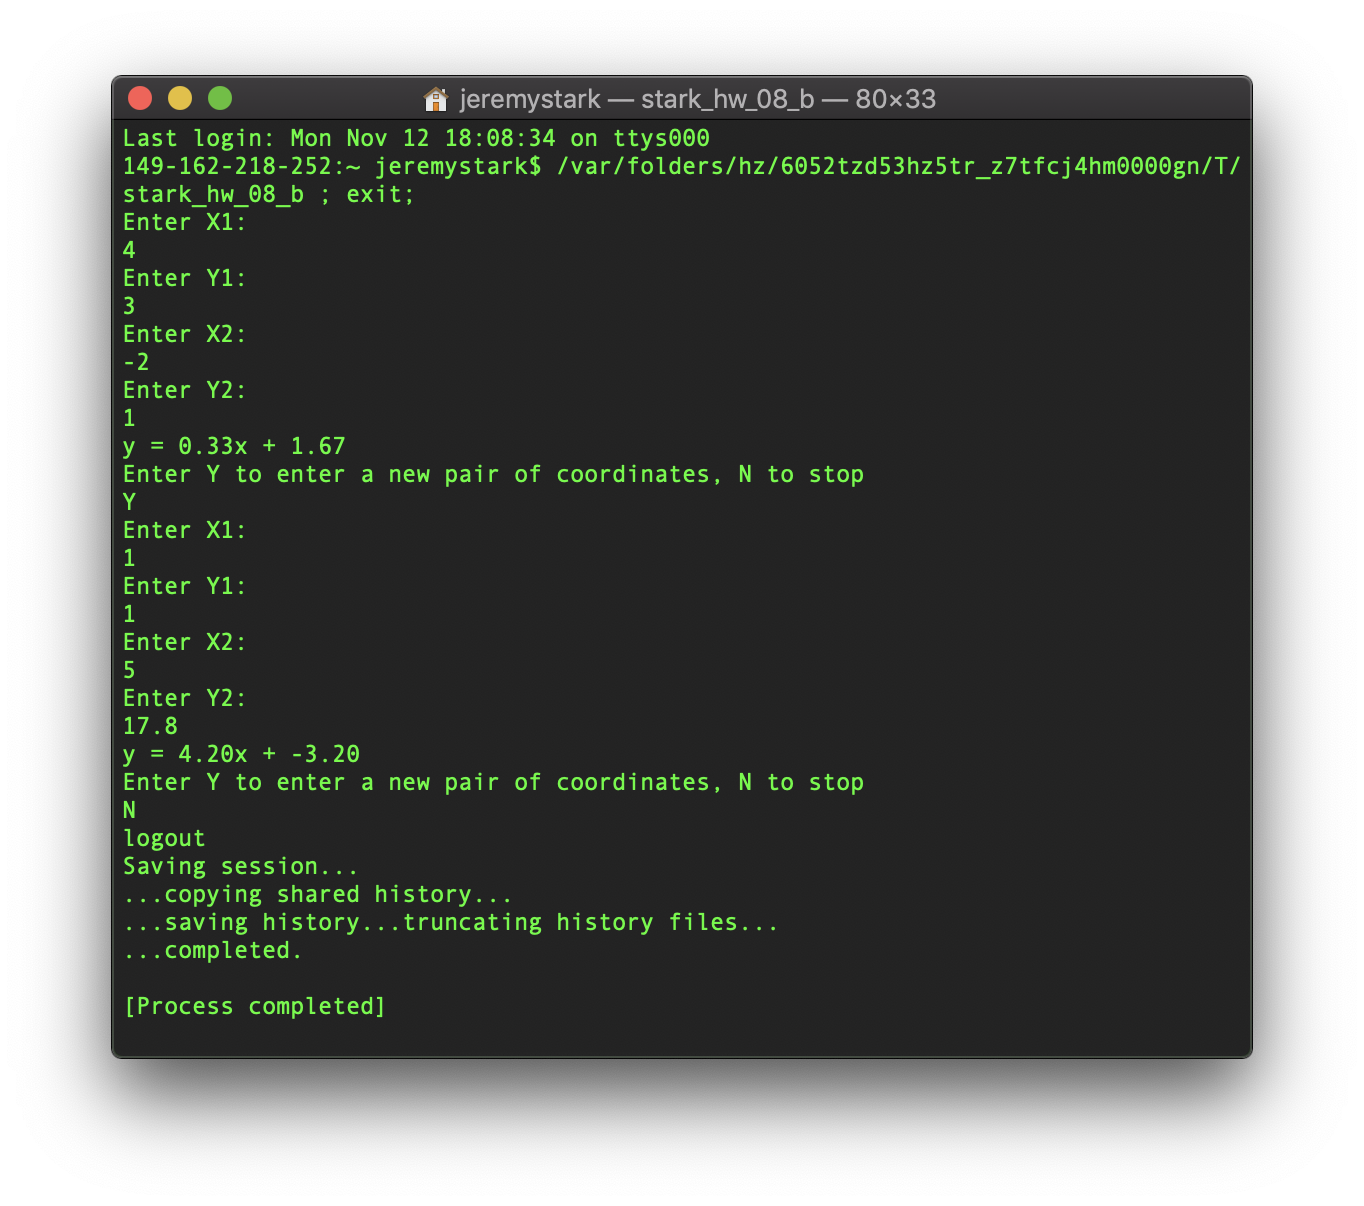 jeremystark — stark_hw_08_b — 80×33
Last login: Mon Nov 12 18:08:34 on ttys000
149-162-218-252:~ jeremystark$ /var/folders/hz/6052tzd53hz5tr_z7tfcj4hm0000gn/T/
stark_hw_08_b ; exit;
Enter X1:
4
Enter Y1:
3
Enter X2:
-2
Enter Y2:
1
y = 0.33x + 1.67
Enter Y to enter a new pair of coordinates, N to stop
Y
Enter X1:
1
Enter Y1:
1
Enter X2:
5
Enter Y2:
17.8
y = 4.20x + -3.20
Enter Y to enter a new pair of coordinates, N to stop
N
logout
Saving session...
...copying shared history...
...saving history...truncating history files...
...completed.
[Process completed]